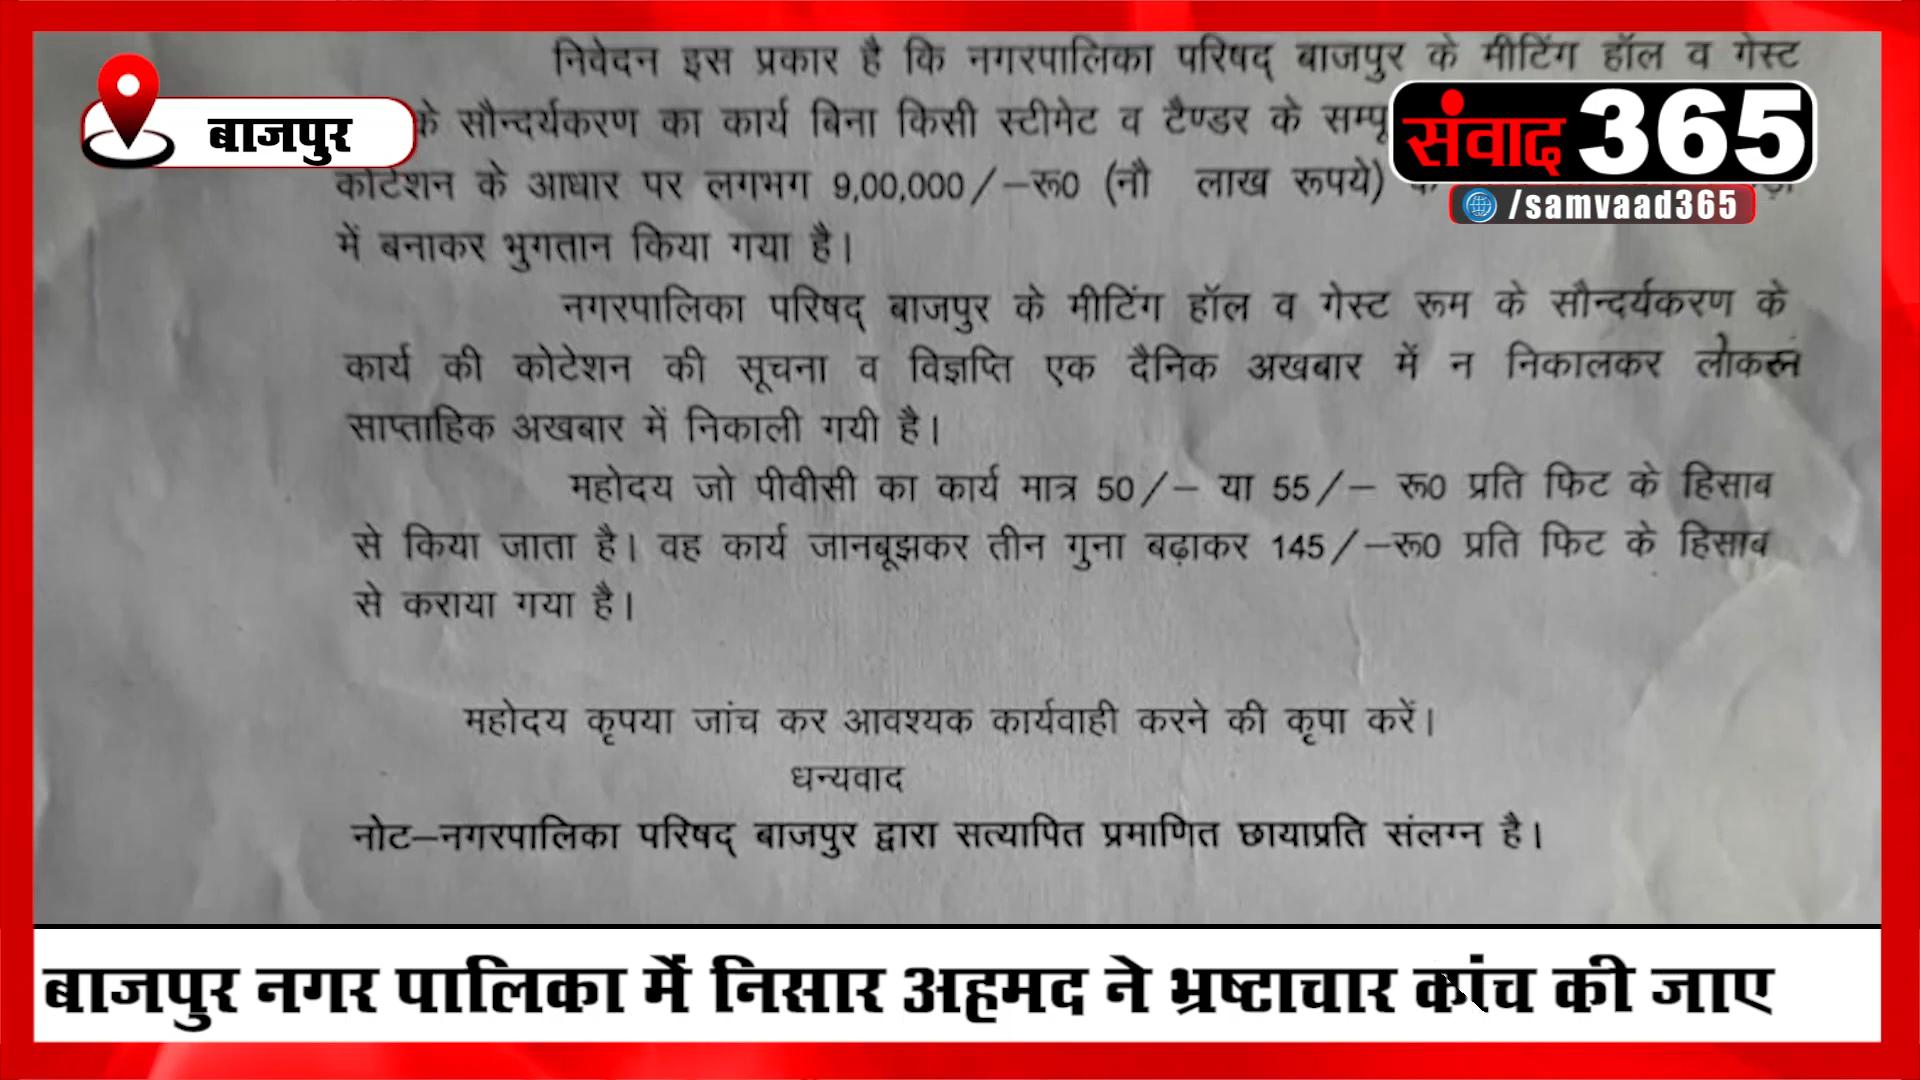 निवेदन इस प्रकार है कि नगरपालिका परिषद् बाजपुर के मीटिंग हॉल व गेस्ट
बाजपुर
के सौन्दर्यकरण का कार्य बिना किसी स्टीमेट व टैण्डर के
संवाद 365
/samvaad365
कोटेशन के आधार पर लगभग 9,00,000/-रू0 (नौ लाख रूपये)
में बनाकर भुगतान किया गया है।
नगरपालिका परिषद् बाजपुर के मीटिंग हॉल व गेस्ट रूम के सौन्दर्यकरण के
कार्य की कोटेशन की सूचना व विज्ञप्ति एक दैनिक अखबार में न निकालकर
साप्ताहिक अखबार में निकाली गयी है।
महोदय जो पीवीसी का कार्य मात्र 50/- या 55/- रू0 प्रति फिट के हिसाब
से किया जाता है। वह कार्य जानबूझकर तीन गुना बढ़ाकर 145/-रू0 प्रति फिट के हिसाब
से कराया गया है।
महोदय कृपया जांच कर आवश्यक कार्यवाही करने की कृपा करें।
धन्यवाद
नोट-नगरपालिका परिषद् बाजपुर द्वारा सत्यापित प्रमाणित छायाप्रति संलग्न है।
बाजपुर नगर पालिका में निसार अहमद ने भ्रष्टाचार की जाए